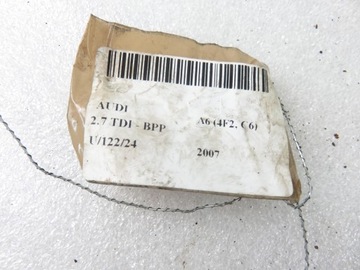 AUDI
2.7 TDI - BPP A6 (4F2, C6)
U/122/24 2007